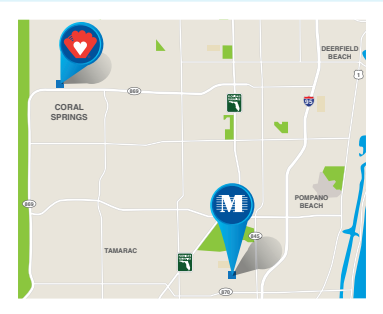 DEERFIELD
BEACH
1
869
95
CORAL
SPRINGS
POMPANO
BEACH
869
M
845
TAMARAC
870